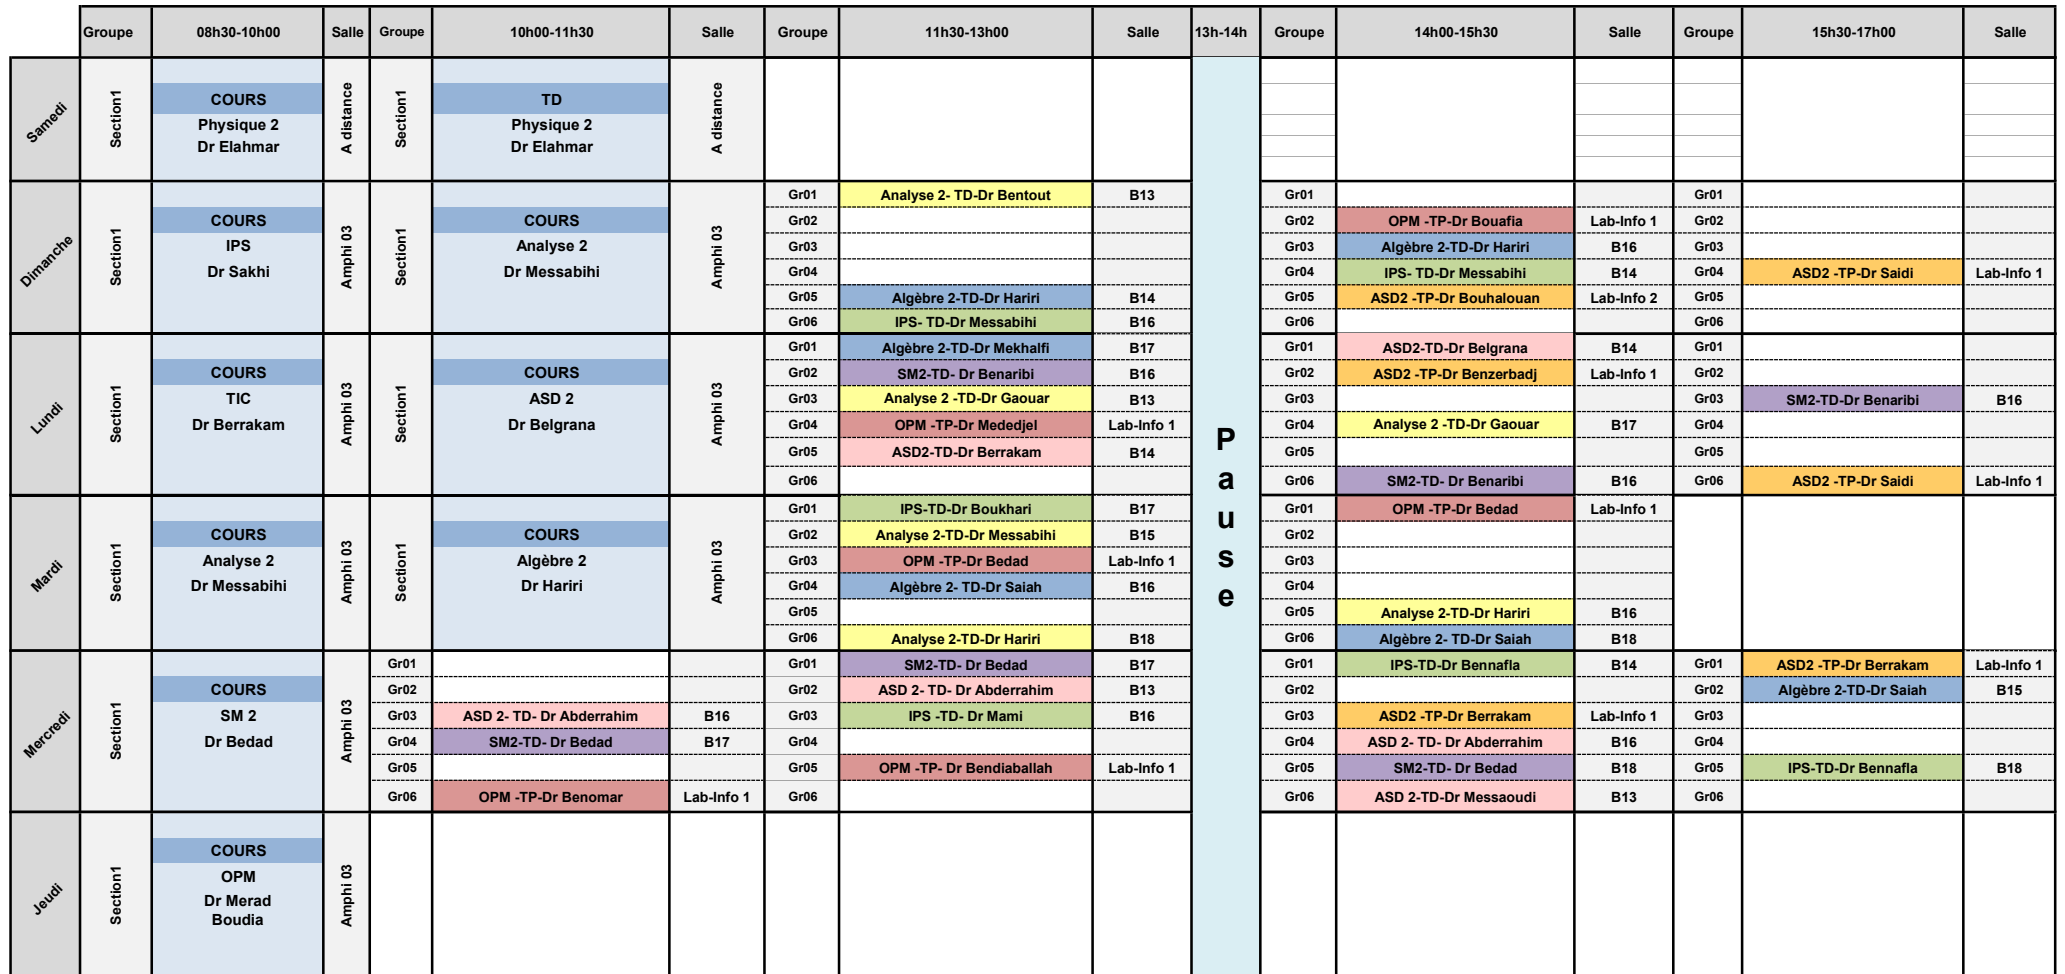 Groupe 08h30-10h00 Salle Groupe 10h00-11h30 Salle Groupe 11h30-13h00 Salle 13h-14h Groupe 14h00-15h30 Salle Groupe 15h30-17h00 Salle
Samedi
Section1
COURS
Physique 2
Dr Elahmar
A distance
Section1
TD
Physique 2
Dr Elahmar
A distance
Dimanche
Section1
COURS
IPS
Dr Sakhi
Amphi 03
Section1
COURS
Analyse 2
Dr Messabihi
Amphi 03
Gr01 Analyse 2- TD-Dr Bentout B13 Gr01 Gr01
Gr02 Gr02 OPM -TP-Dr Bouafia Lab-Info 1 Gr02
Gr03 Gr03 Algèbre 2-TD-Dr Hariri B16 Gr03
Gr04 Gr04 IPS- TD-Dr Messabihi B14 Gr04 ASD2 -TP-Dr Saidi Lab-Info 1
Gr05 Algèbre 2-TD-Dr Hariri B14 Gr05 ASD2 -TP-Dr Bouhalouan Lab-Info 2 Gr05
Gr06 IPS- TD-Dr Messabihi B16 Gr06 Gr06
Lundi
Section1
COURS
TIC
Dr Berrakam
Amphi 03
Section1
COURS
ASD 2
Dr Belgrana
Amphi 03
Gr01 Algèbre 2-TD-Dr Mekhalfi B17 Gr01 ASD2-TD-Dr Belgrana B14 Gr01
Gr02 SM2-TD- Dr Benaribi B16 Gr02 ASD2 -TP-Dr Benzerbadj Lab-Info 1 Gr02
Gr03 Analyse 2 -TD-Dr Gaouar B13 Gr03 Gr03 SM2-TD-Dr Benaribi B16
Gr04 OPM -TP-Dr Mededjel Lab-Info 1 Gr04 Analyse 2 -TD-Dr Gaouar B17 Gr04
Gr05 ASD2-TD-Dr Berrakam B14 Gr05 Gr05
Gr06 Gr06 SM2-TD- Dr Benaribi B16 Gr06 ASD2 -TP-Dr Saidi Lab-Info 1
Pause
Mardi
Section1
COURS
Analyse 2
Dr Messabihi
Amphi 03
Section1
COURS
Algèbre 2
Dr Hariri
Amphi 03
Gr01 IPS-TD-Dr Boukhari B17 Gr01 OPM -TP-Dr Bedad Lab-Info 1
Gr02 Analyse 2-TD-Dr Messabihi B15 Gr02
Gr03 OPM -TP-Dr Bedad Lab-Info 1 Gr03
Gr04 Algèbre 2- TD-Dr Saiah B16 Gr04
Gr05 Gr05 Analyse 2-TD-Dr Hariri B16
Gr06 Analyse 2-TD-Dr Hariri B18 Gr06 Algèbre 2- TD-Dr Saiah B18
Mercredi
Section1
COURS
SM 2
Dr Bedad
Amphi 03
Gr01 Gr01 SM2-TD- Dr Bedad B17 Gr01 IPS-TD-Dr Bennafla B14 Gr01 ASD2 -TP-Dr Berrakam Lab-Info 1
Gr02 Gr02 ASD 2- TD- Dr Abderrahim B13 Gr02 Gr02 Algèbre 2-TD-Dr Saiah B15
Gr03 ASD 2- TD- Dr Abderrahim B16 Gr03 IPS -TD- Dr Mami B16 Gr03 ASD2 -TP-Dr Berrakam Lab-Info 1 Gr03
Gr04 SM2-TD- Dr Bedad B17 Gr04 Gr04 ASD 2- TD- Dr Abderrahim B16 Gr04
Gr05 Gr05 OPM -TP- Dr Bendiaballah Lab-Info 1 Gr05 SM2-TD- Dr Bedad B18 Gr05 IPS-TD-Dr Bennafla B18
Gr06 OPM -TP-Dr Benomar Lab-Info 1 Gr06 Gr06 ASD 2-TD-Dr Messaoudi B13 Gr06
Jeudi
Section1
COURS
OPM
Dr Merad
Boudia
Amphi 03